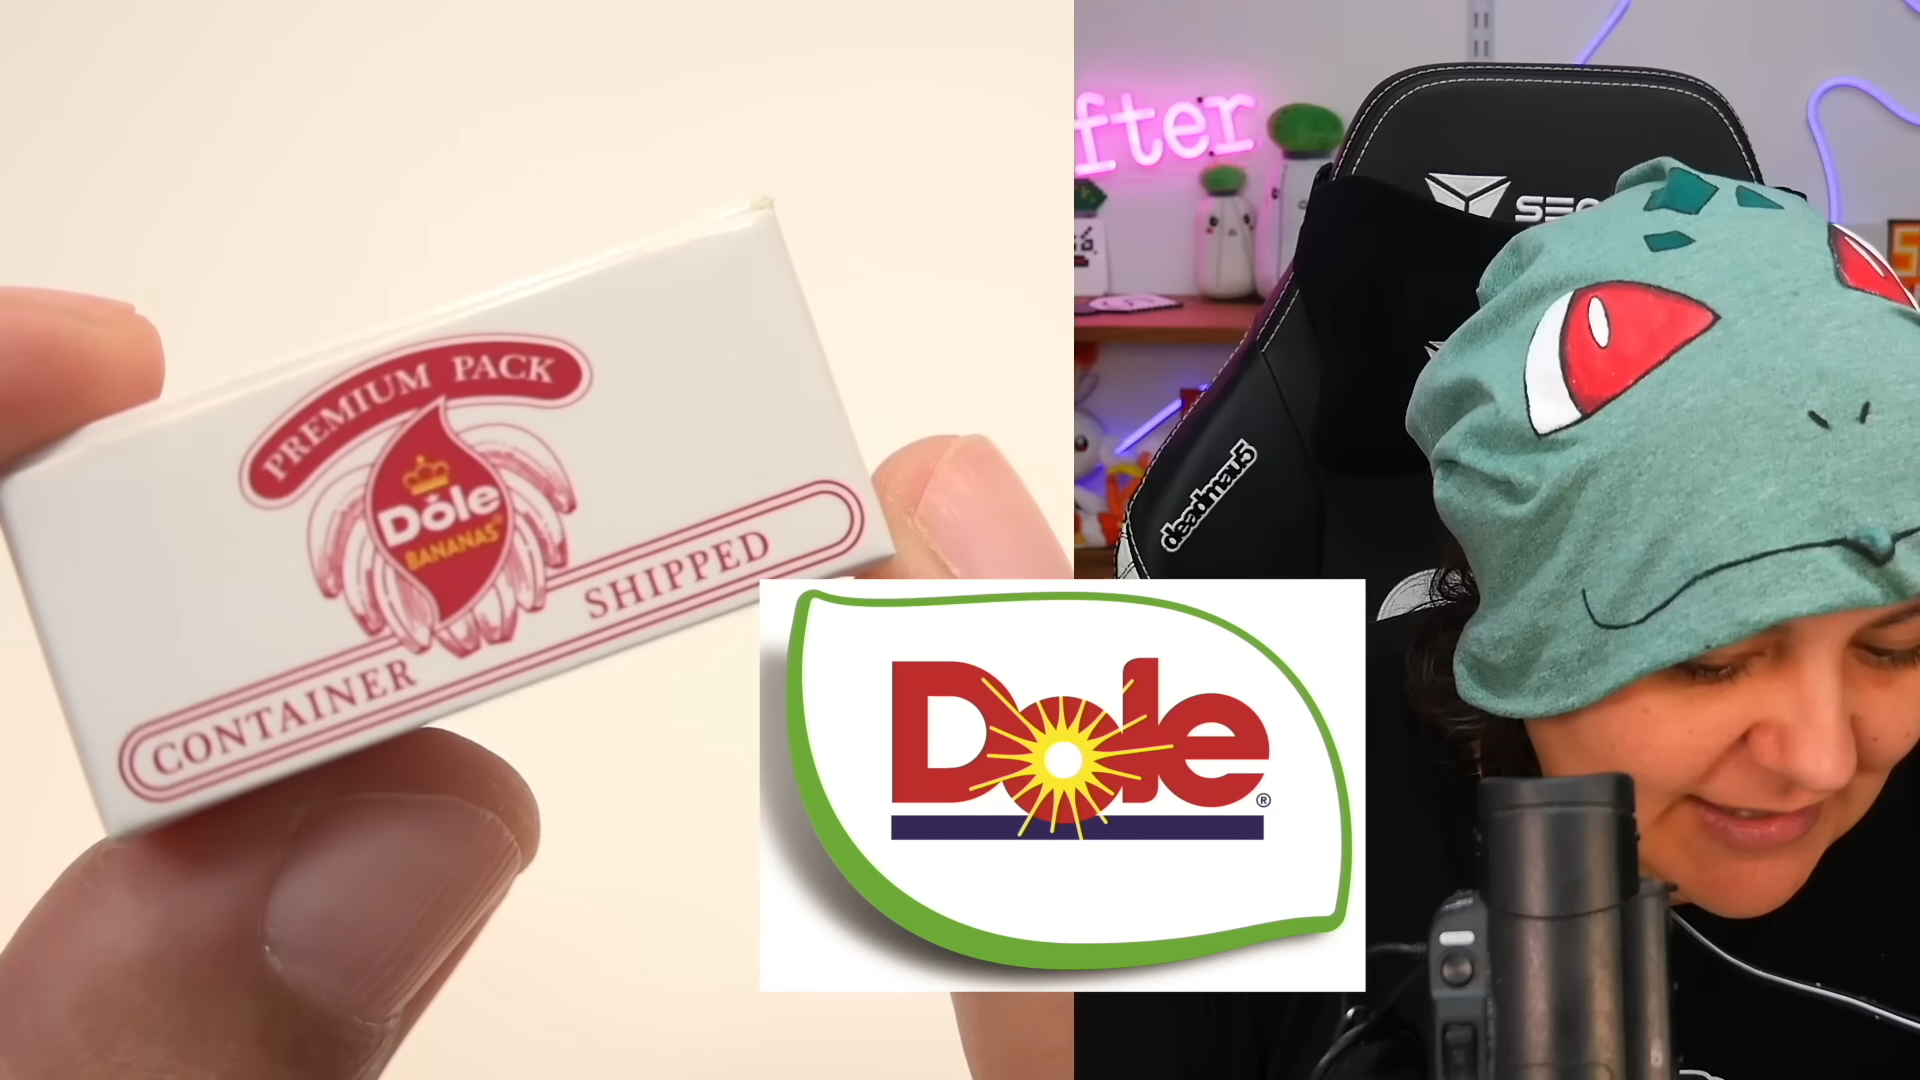 PREMIUM PACK
Dole
BANANAS
CONTAINER SHIPPED
fter
deadmau5
Dole®